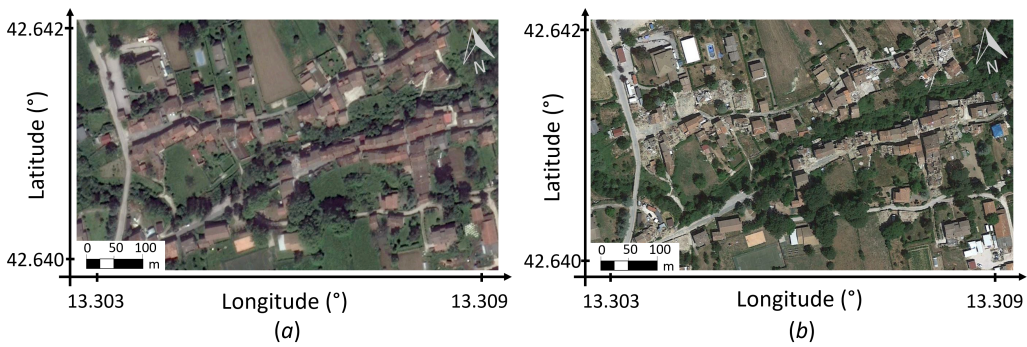 42.642
Latitude (°)
42.640
N
0 50 100
m
13.303
Longitude (°)
13.309
(a)
42.642
Latitude (°)
42.640
N
0 50 100
m
13.303
Longitude (°)
13.309
(b)